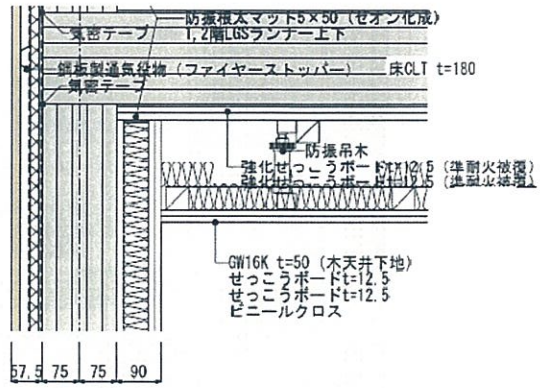 防振根太マット5×50（ゼオン化成）
気密テープ
1,2階LGSランナー上下
鋼板製通気役物（ファイヤーストッパー）
床CLT t=180
気密テープ
防振吊木
強化せっこうボードt=12.5（準耐火被覆）
強化せっこうボードt=12.5（準耐火被覆）
GW16K t=50（木天井下地）
せっこうボードt=12.5
せっこうボードt=12.5
ビニールクロス
57.5 75 75 90